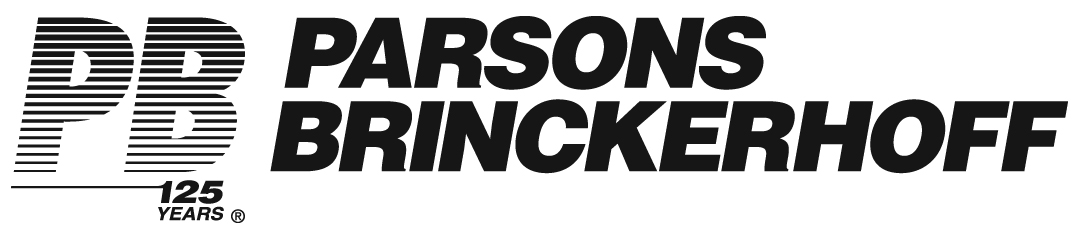 PB
125
YEARS ®
PARSONS
BRINCKERHOFF